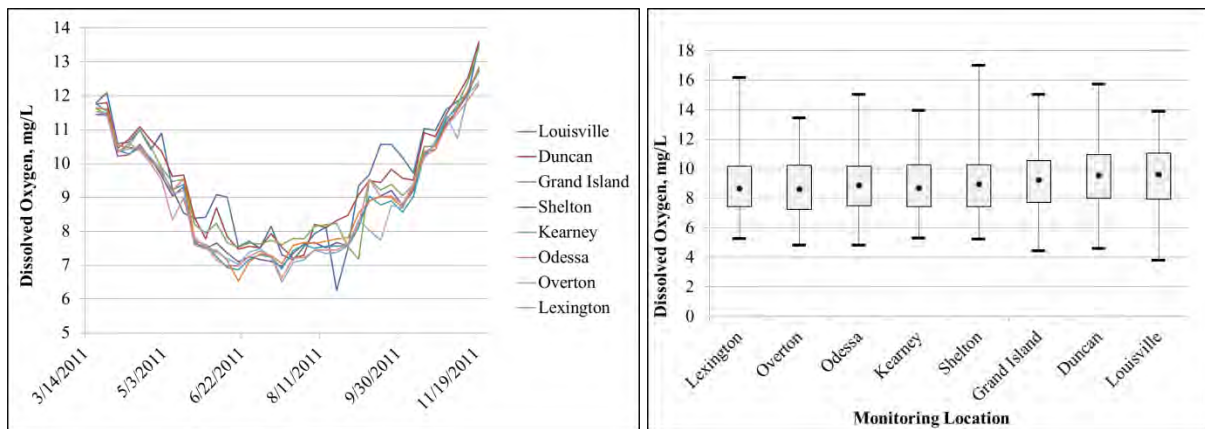 Dissolved Oxygen, mg/L
14
13
12
11
10
9
8
7
6
5
3/14/2011
5/3/2011
6/22/2011
8/11/2011
9/30/2011
11/19/2011
Louisville
Duncan
Grand Island
Shelton
Kearney
Odessa
Overton
Lexington
Dissolved Oxygen, mg/L
18
16
14
12
10
8
6
4
2
0
Lexington
Overton
Odessa
Kearney
Shelton
Grand Island
Duncan
Louisville
Monitoring Location